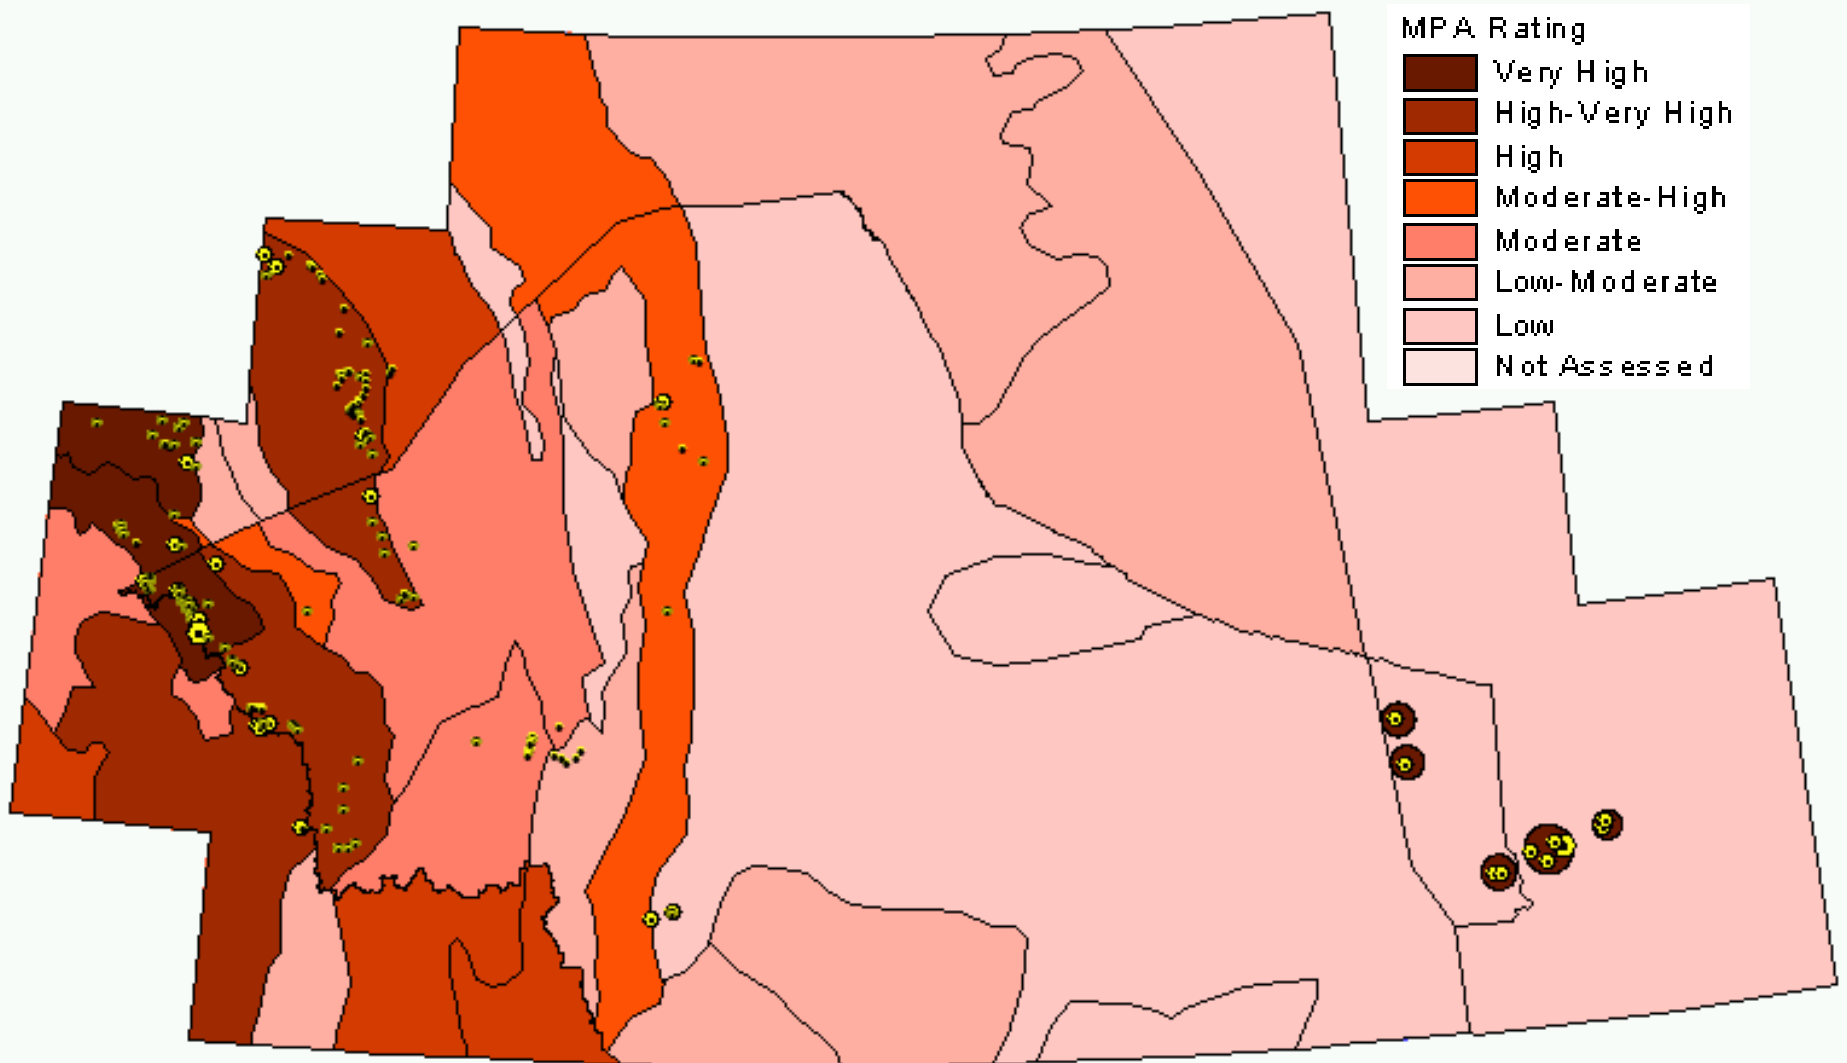 MPA Rating
Very High
High-Very High
High
Moderate-High
Moderate
Low-Moderate
Low
Not Assessed